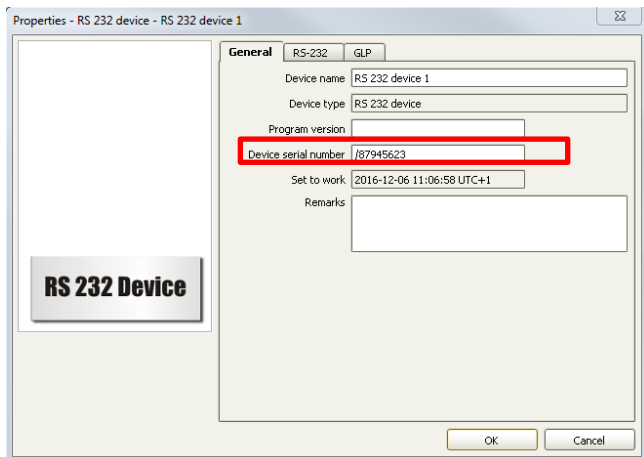 Properties - RS 232 device - RS 232 device 1
General RS-232 GLP
Device name RS 232 device 1
Device type RS 232 device
Program version
Device serial number /87945623
Set to work 2016-12-06 11:06:58 UTC+1
Remarks
RS 232 Device
OK Cancel